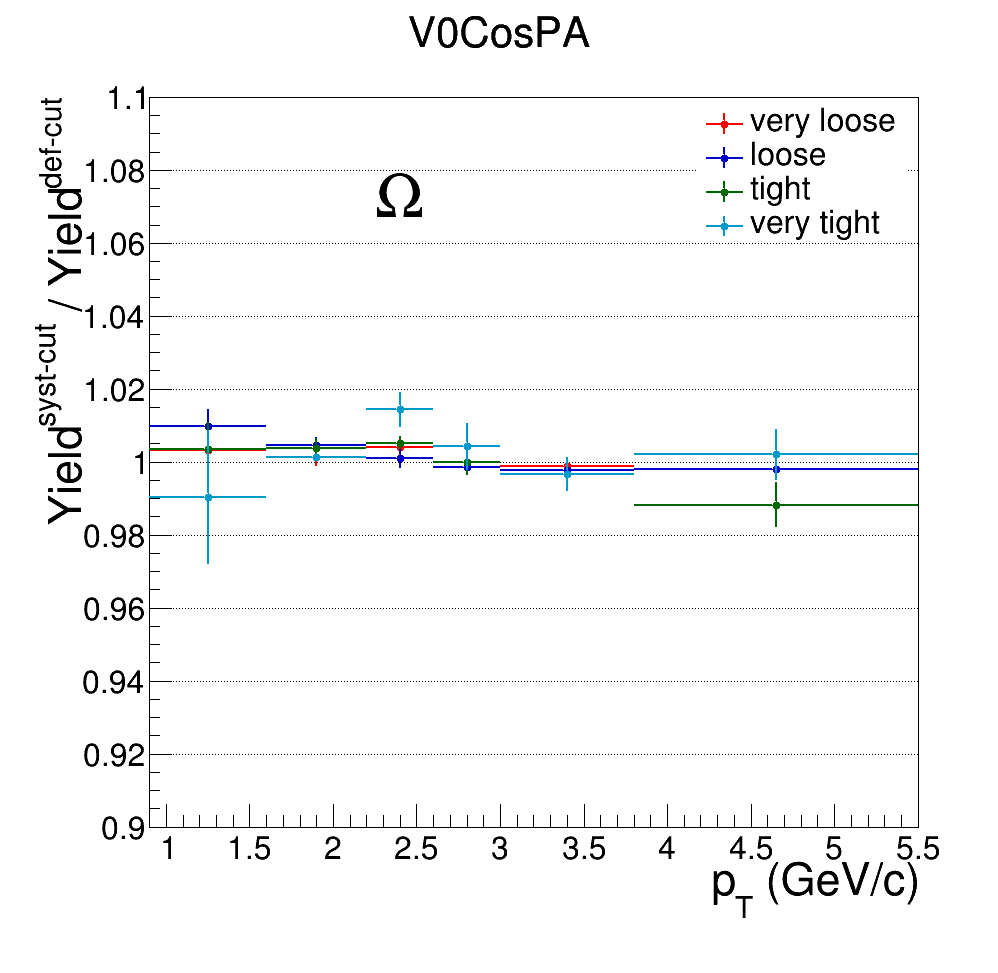 V0CosPA
Yield^syst-cut / Yield^def-cut
1.1
1.08
1.06
1.04
1.02
1
0.98
0.96
0.94
0.92
0.9
Ω
very loose
loose
tight
very tight
1 1.5 2 2.5 3 3.5 4 4.5 5 5.5
p_T (GeV/c)